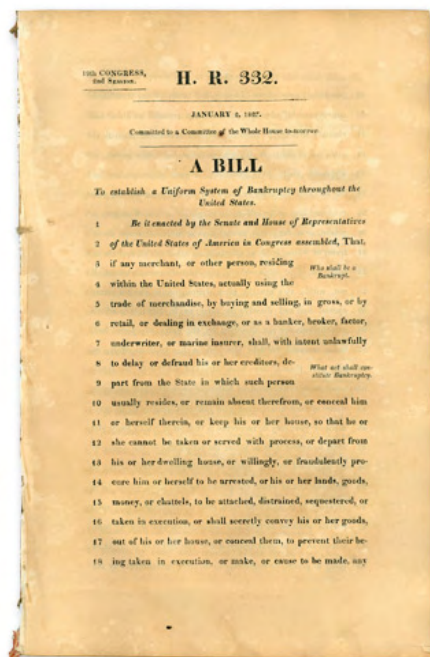 19th CONGRESS,
2nd Session.
H. R. 332.
JANUARY 2, 1827.
Committed to a Committee of the Whole House to-morrow.
A BILL
To establish a Uniform System of Bankruptcy throughout the
United States.
1 Be it enacted by the Senate and House of Representatives
2 of the United States of America in Congress assembled, That,
3 if any merchant, or other person, residing
Who shall be a
Bankrupt.
4 within the United States, actually using the
5 trade of merchandise, by buying and selling, in gross, or by
6 retail, or dealing in exchange, or as a banker, broker, factor,
7 underwriter, or marine insurer, shall, with intent unlawfully
8 to delay or defraud his or her creditors, de-
What act shall con-
stitute Bankruptcy.
9 part from the State in which such person
10 usually resides, or remain absent therefrom, or conceal him
11 or herself therein, or keep his or her house, so that he or
12 she cannot be taken or served with process, or depart from
13 his or her dwelling house, or willingly, or fraudulently pro-
14 cure him or herself to be arrested, or his or her lands, goods,
15 money, or chattels, to be attached, distrained, sequestered, or
16 taken in execution, or shall secretly convey his or her goods,
17 out of his or her house, or conceal them, to prevent their be-
18 ing taken in execution, or make, or cause to be made, any